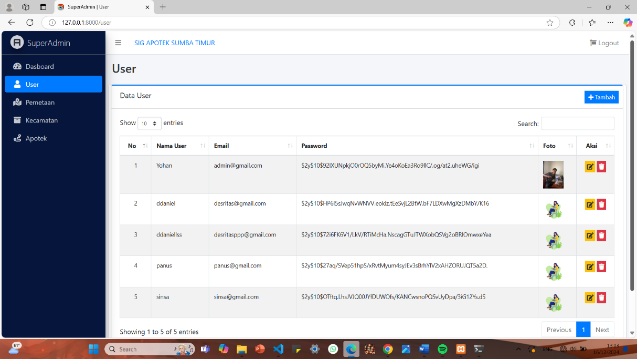 SuperAdmin | User
127.0.0.1:8000/user
SuperAdmin
SIG APOTEK SUMBA TIMUR
Logout
Dasboard
User
Pemetaan
Kecamatan
Apotek
User
Data User
Tambah
Show 10 entries
Search:
No Nama User Email Password Foto Aksi
1 Yohan admin@gmail.com
2 ddaniel
3 ddanielss
4 panus panus@gmail.com
5 sinsa sinsa@gmail.com
Showing 1 to 5 of 5 entries
Previous 1 Next
Search